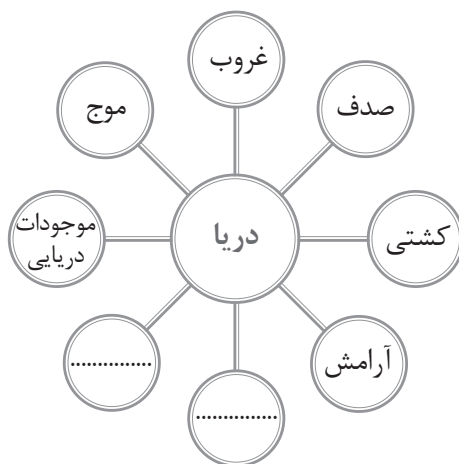 غروب
صدف
موج
موجودات
دریایی
دریا
کشتی
آرامش
...............
...............